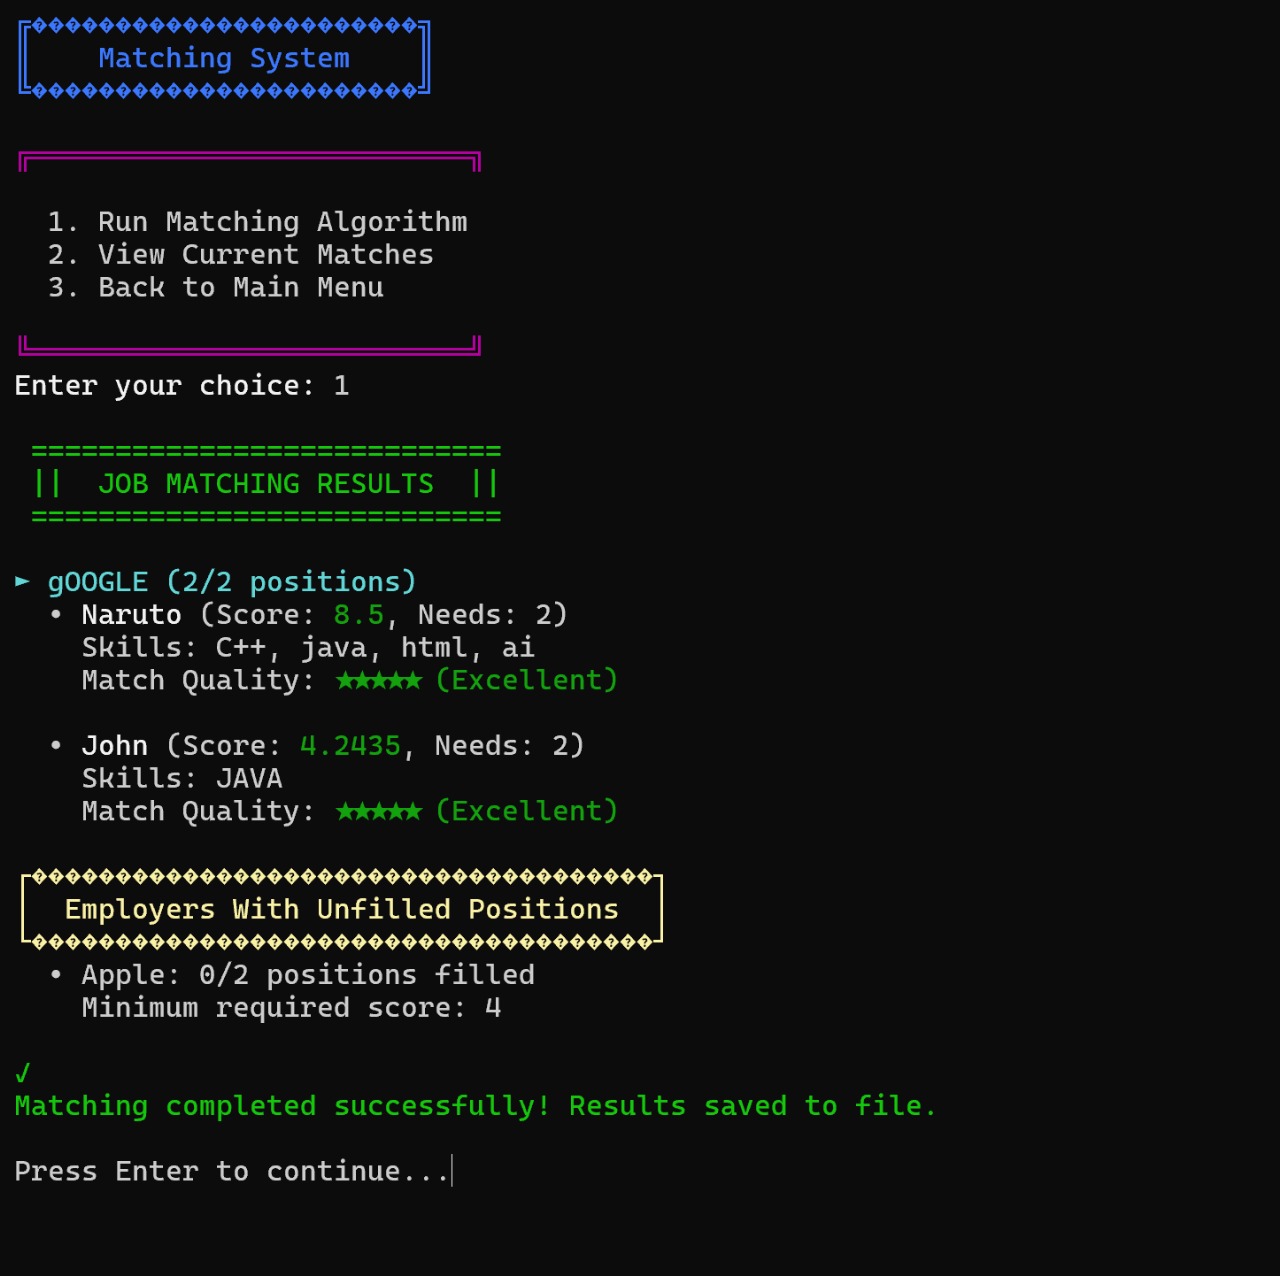 ╔�����������������������╗
║    Matching System    ║
╚�����������������������╝
╔══════════════════════════╗
1. Run Matching Algorithm
2. View Current Matches
3. Back to Main Menu
╚══════════════════════════╝
Enter your choice: 1
============================
||  JOB MATCHING RESULTS  ||
============================
► gOOGLE (2/2 positions)
• Naruto (Score: 8.5, Needs: 2)
Skills: C++, java, html, ai
Match Quality: ★★★★★ (Excellent)
• John (Score: 4.2435, Needs: 2)
Skills: JAVA
Match Quality: ★★★★★ (Excellent)
┌�������������������������������������┐
│  Employers With Unfilled Positions  │
└�������������������������������������┘
• Apple: 0/2 positions filled
Minimum required score: 4
√
Matching completed successfully! Results saved to file.
Press Enter to continue...